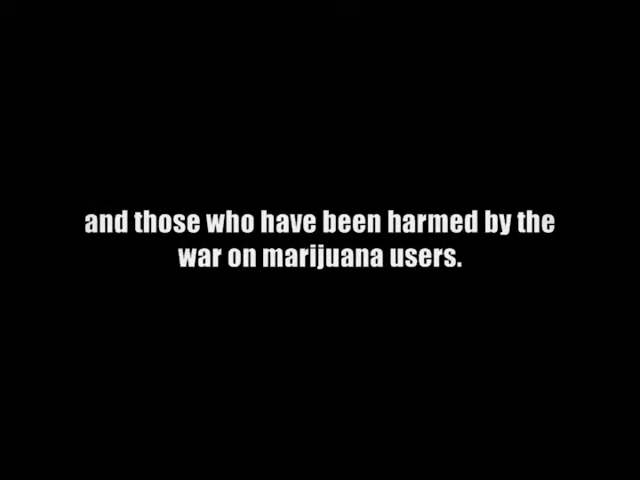 and those who have been harmed by the
war on marijuana users.